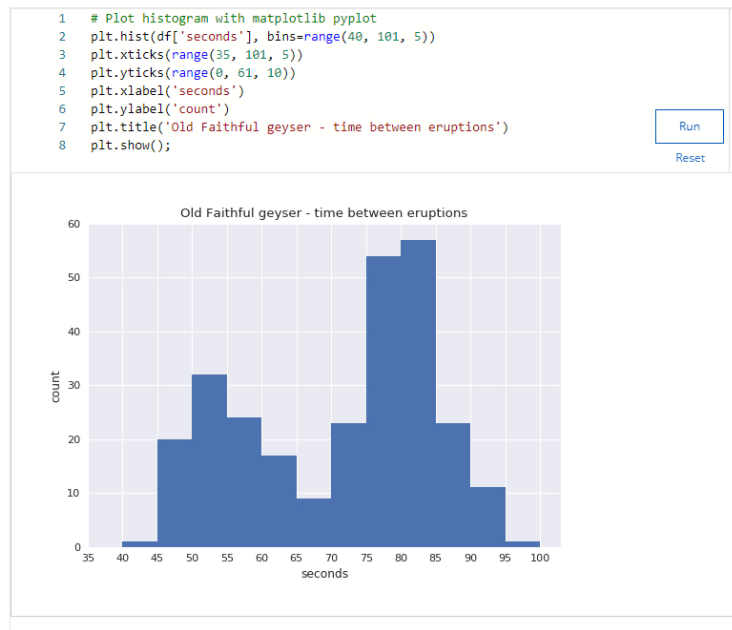 1 # Plot histogram with matplotlib pyplot
2 plt.hist(df['seconds'], bins=range(40, 101, 5))
3 plt.xticks(range(35, 101, 5))
4 plt.yticks(range(0, 61, 10))
5 plt.xlabel('seconds')
6 plt.ylabel('count')
7 plt.title('Old Faithful geyser - time between eruptions')
8 plt.show();
Run
Reset
Old Faithful geyser - time between eruptions
60
50
40
30
20
10
0
count
35 40 45 50 55 60 65 70 75 80 85 90 95 100
seconds